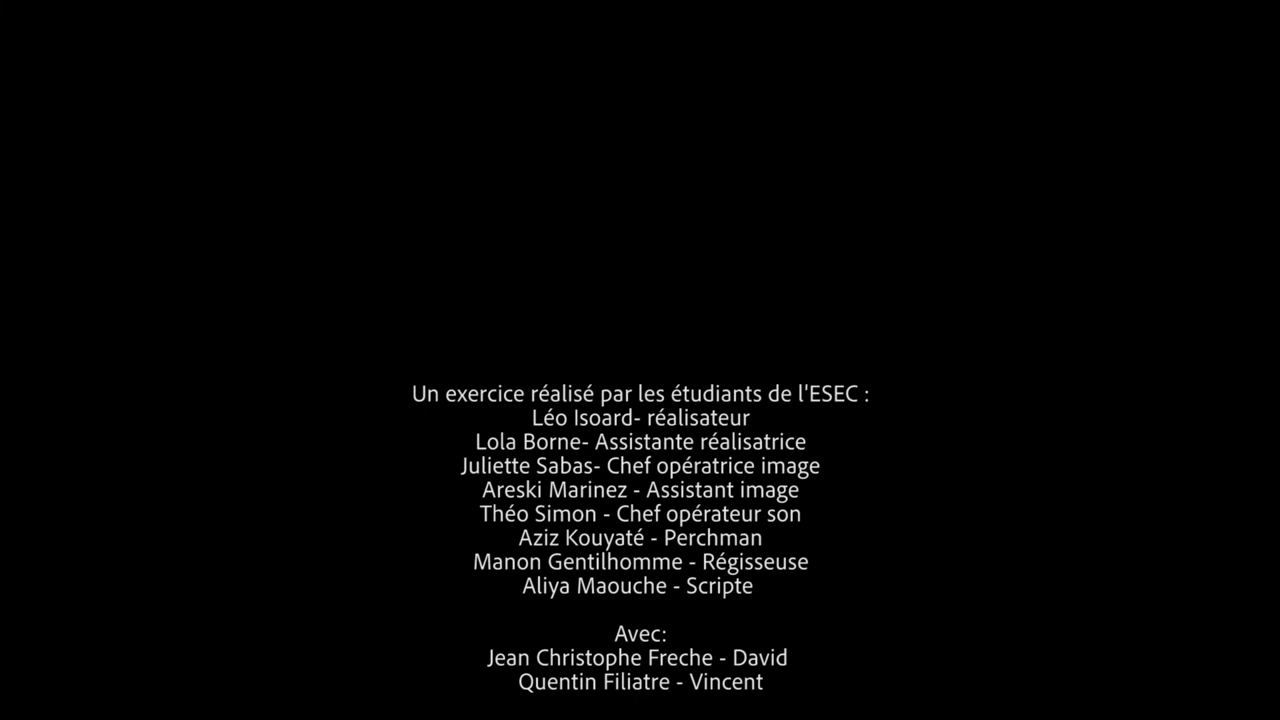 Un exercice réalisé par les étudiants de l'ESEC :
Léo Isoard- réalisateur
Lola Borne- Assistante réalisatrice
Juliette Sabas- Chef opératrice image
Areski Marinez - Assistant image
Théo Simon - Chef opérateur son
Aziz Kouyaté - Perchman
Manon Gentilhomme - Régisseuse
Aliya Maouche - Scripte
Avec:
Jean Christophe Freche - David
Quentin Filiatre - Vincent